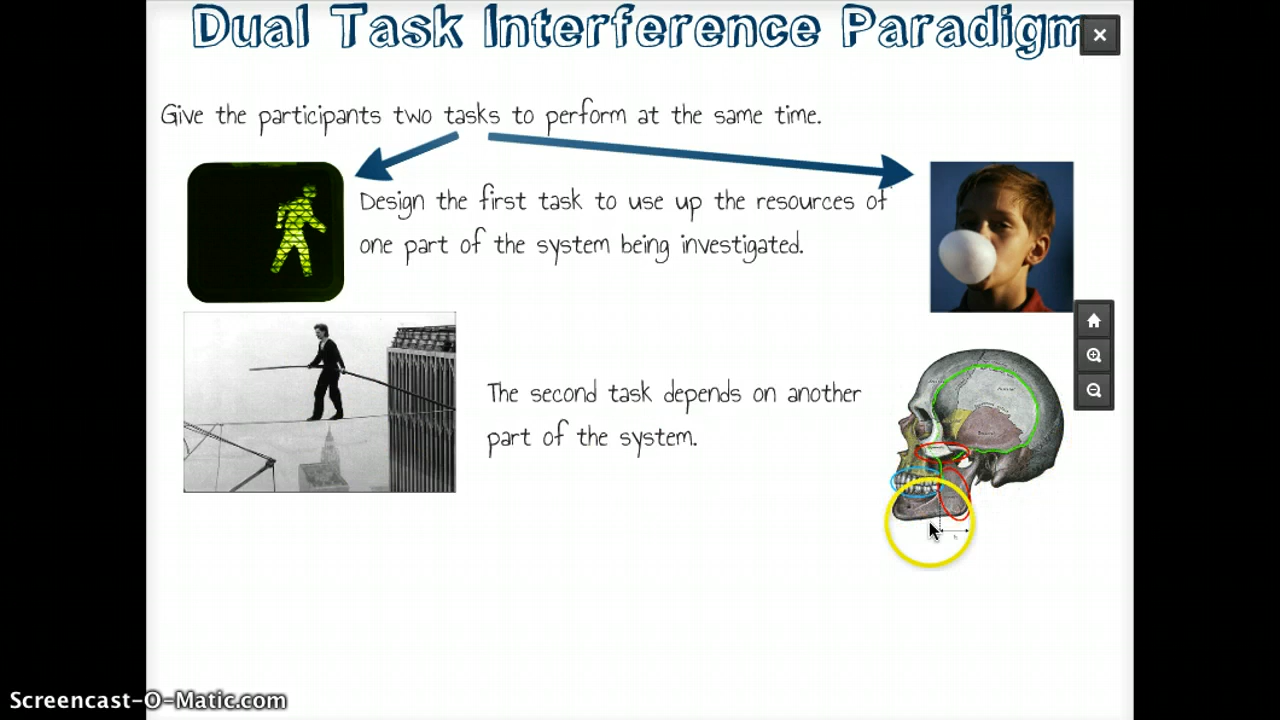 Dual Task Interference Paradigm
Give the participants two tasks to perform at the same time.
Design the first task to use up the resources of
one part of the system being investigated.
The second task depends on another
part of the system.
Screencast-O-Matic.com